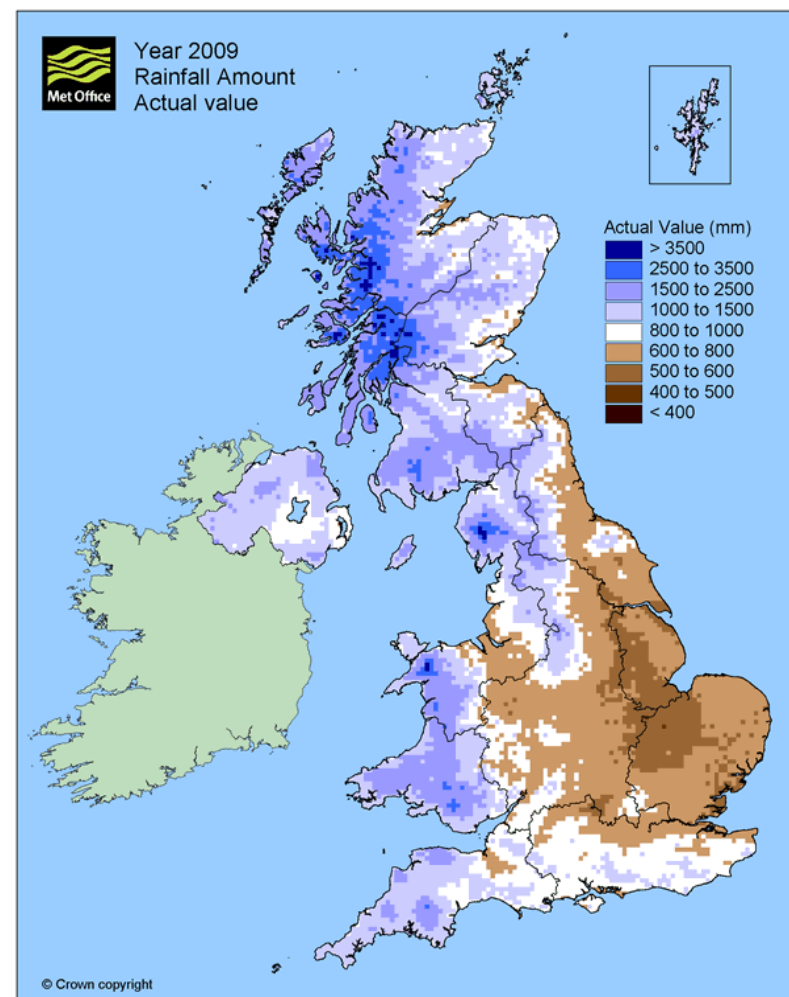 Met Office
Year 2009
Rainfall Amount
Actual value
Actual Value (mm)
> 3500
2500 to 3500
1500 to 2500
1000 to 1500
800 to 1000
600 to 800
500 to 600
400 to 500
< 400
© Crown copyright